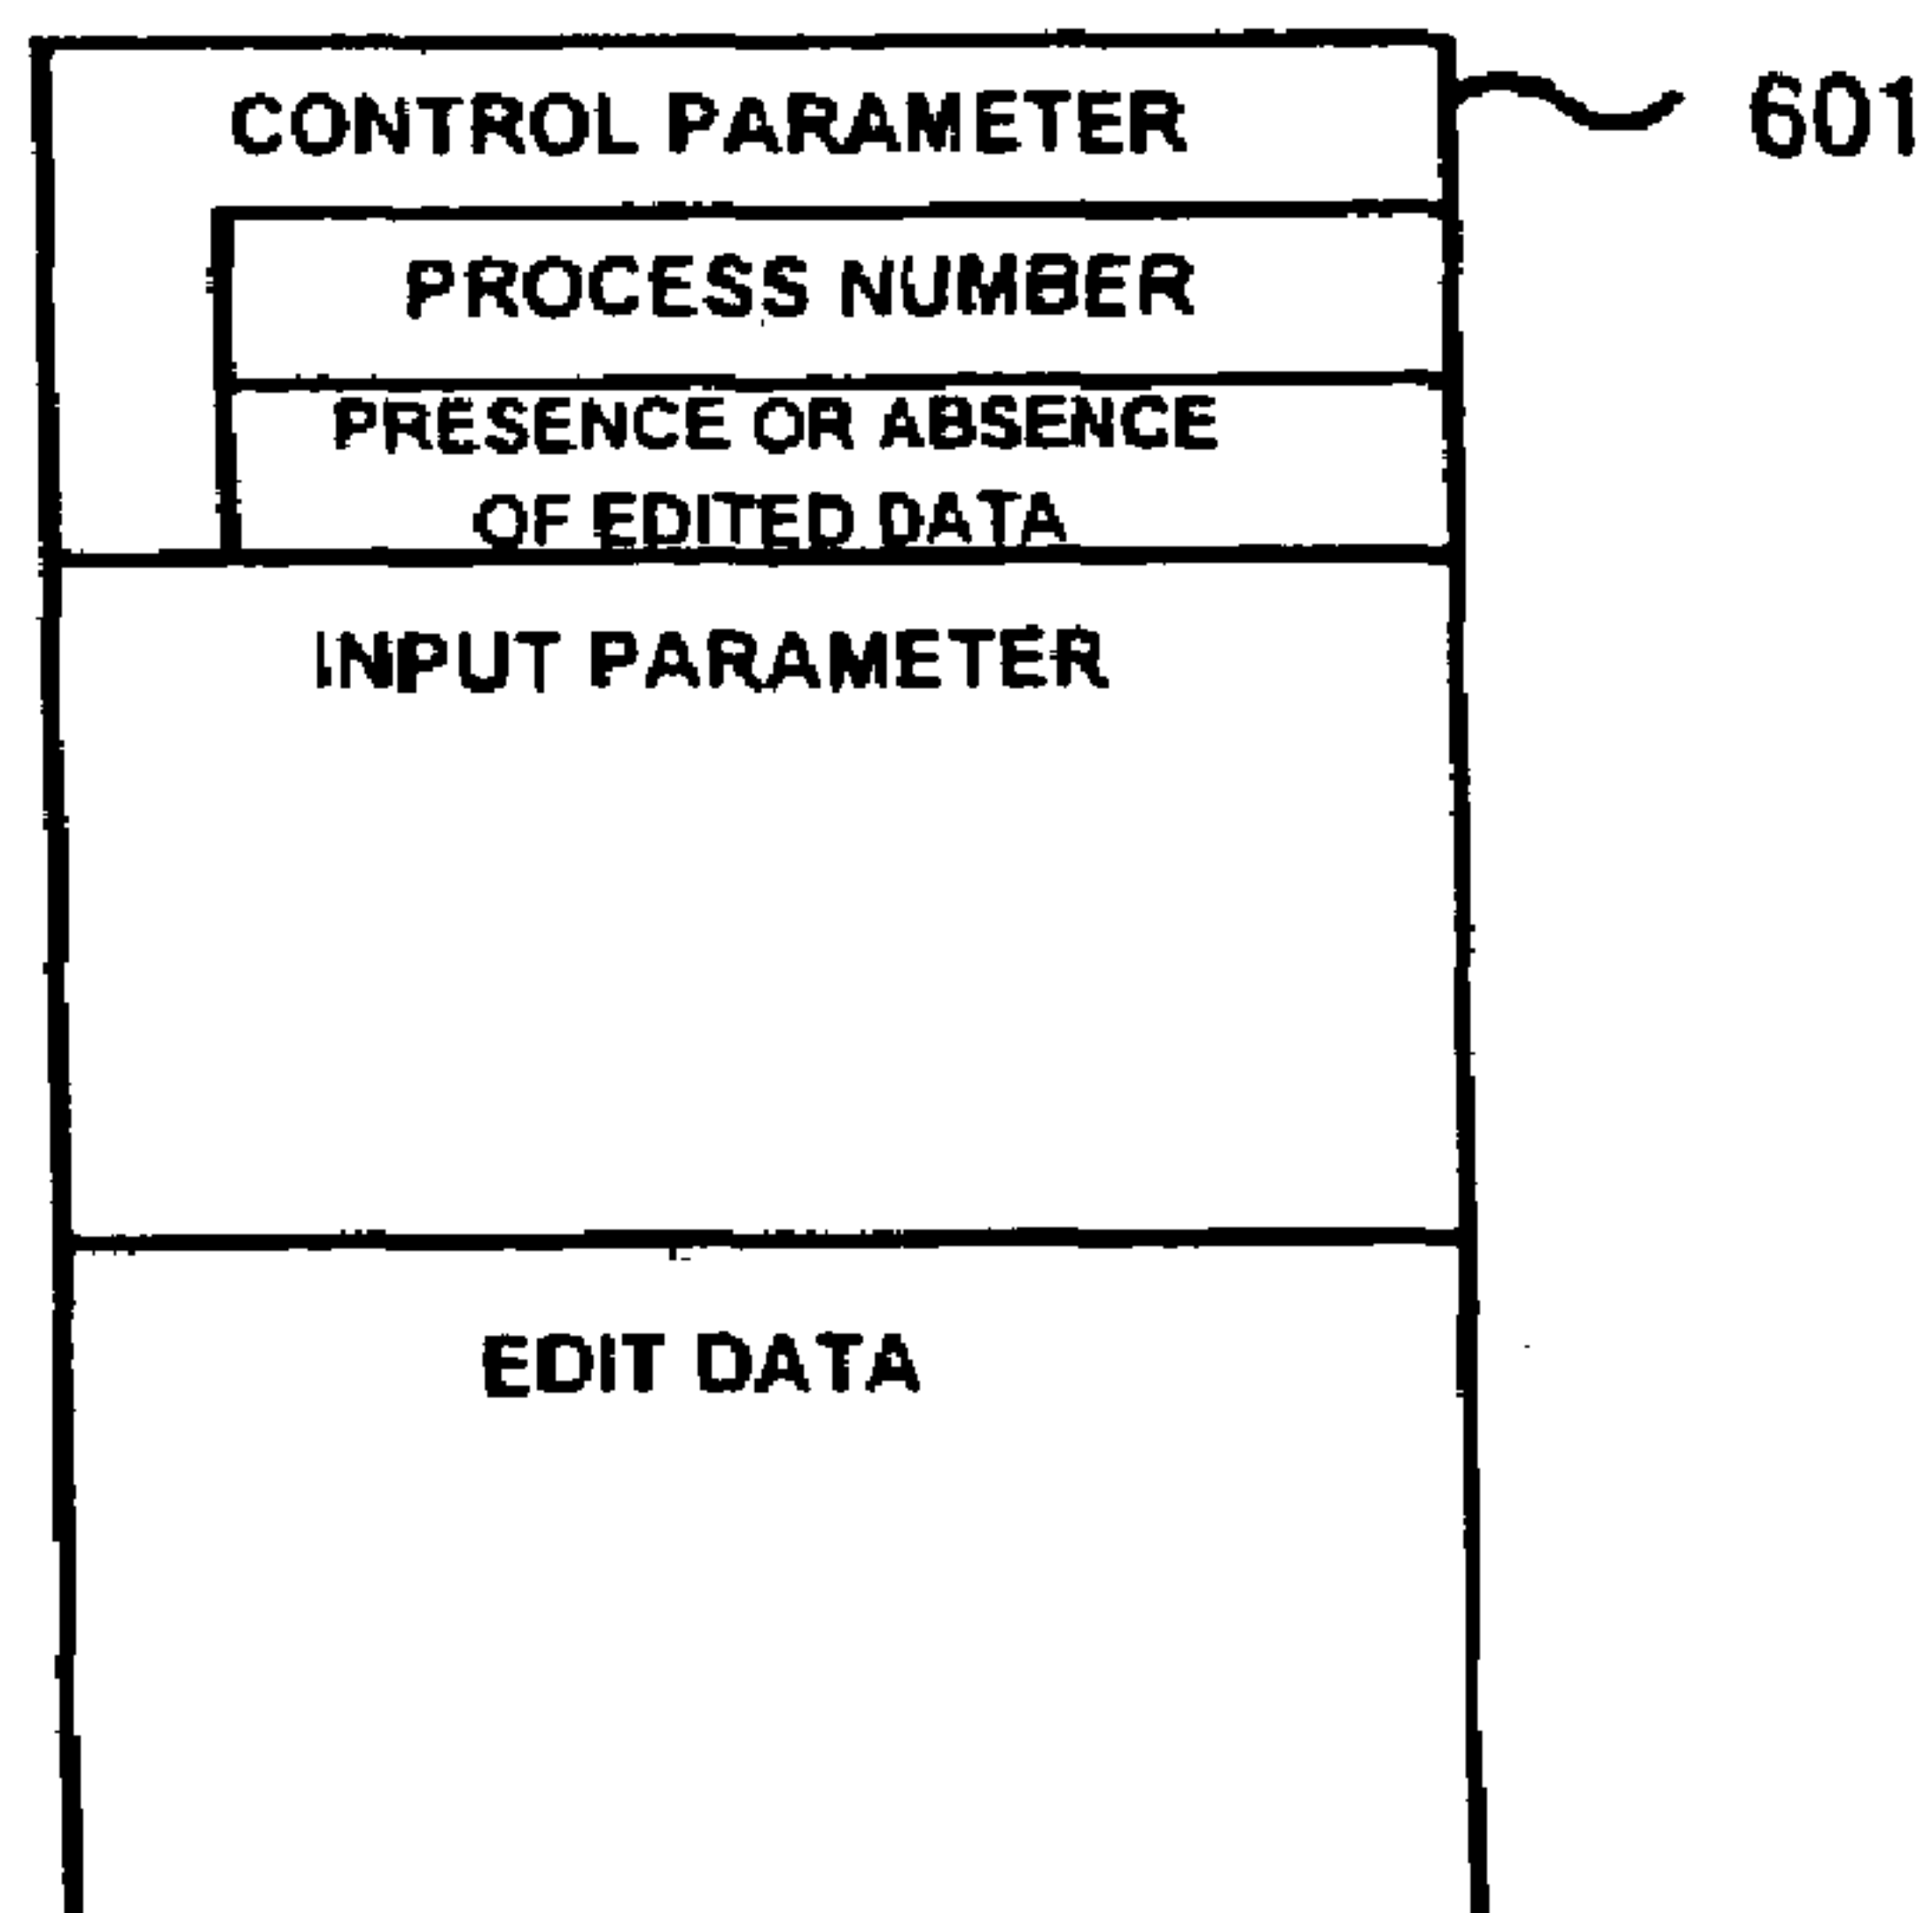 CONTROL PARAMETER
601
PROCESS NUMBER
PRESENCE OR ABSENCE
OF EDITED DATA
INPUT PARAMETER
EDIT DATA